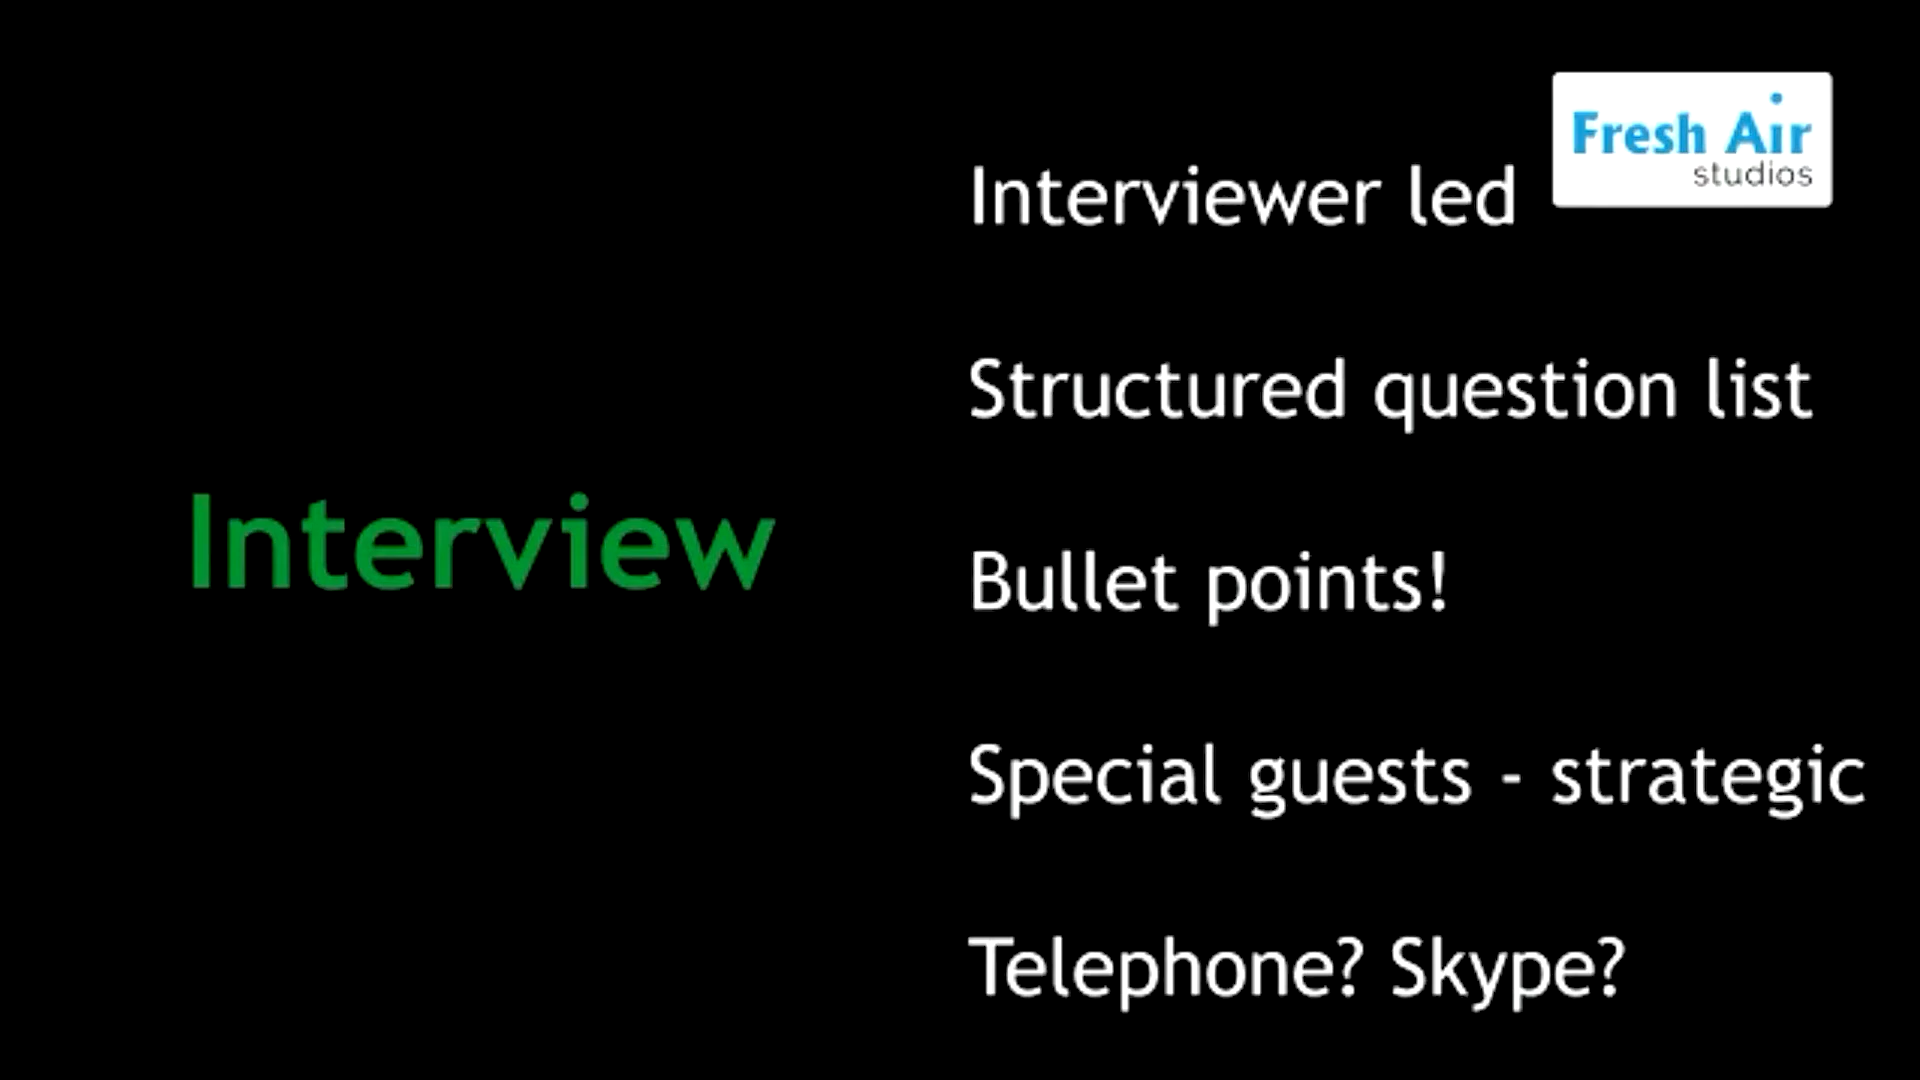 Fresh Air
studios
Interview
Interviewer led
Structured question list
Bullet points!
Special guests - strategic
Telephone? Skype?